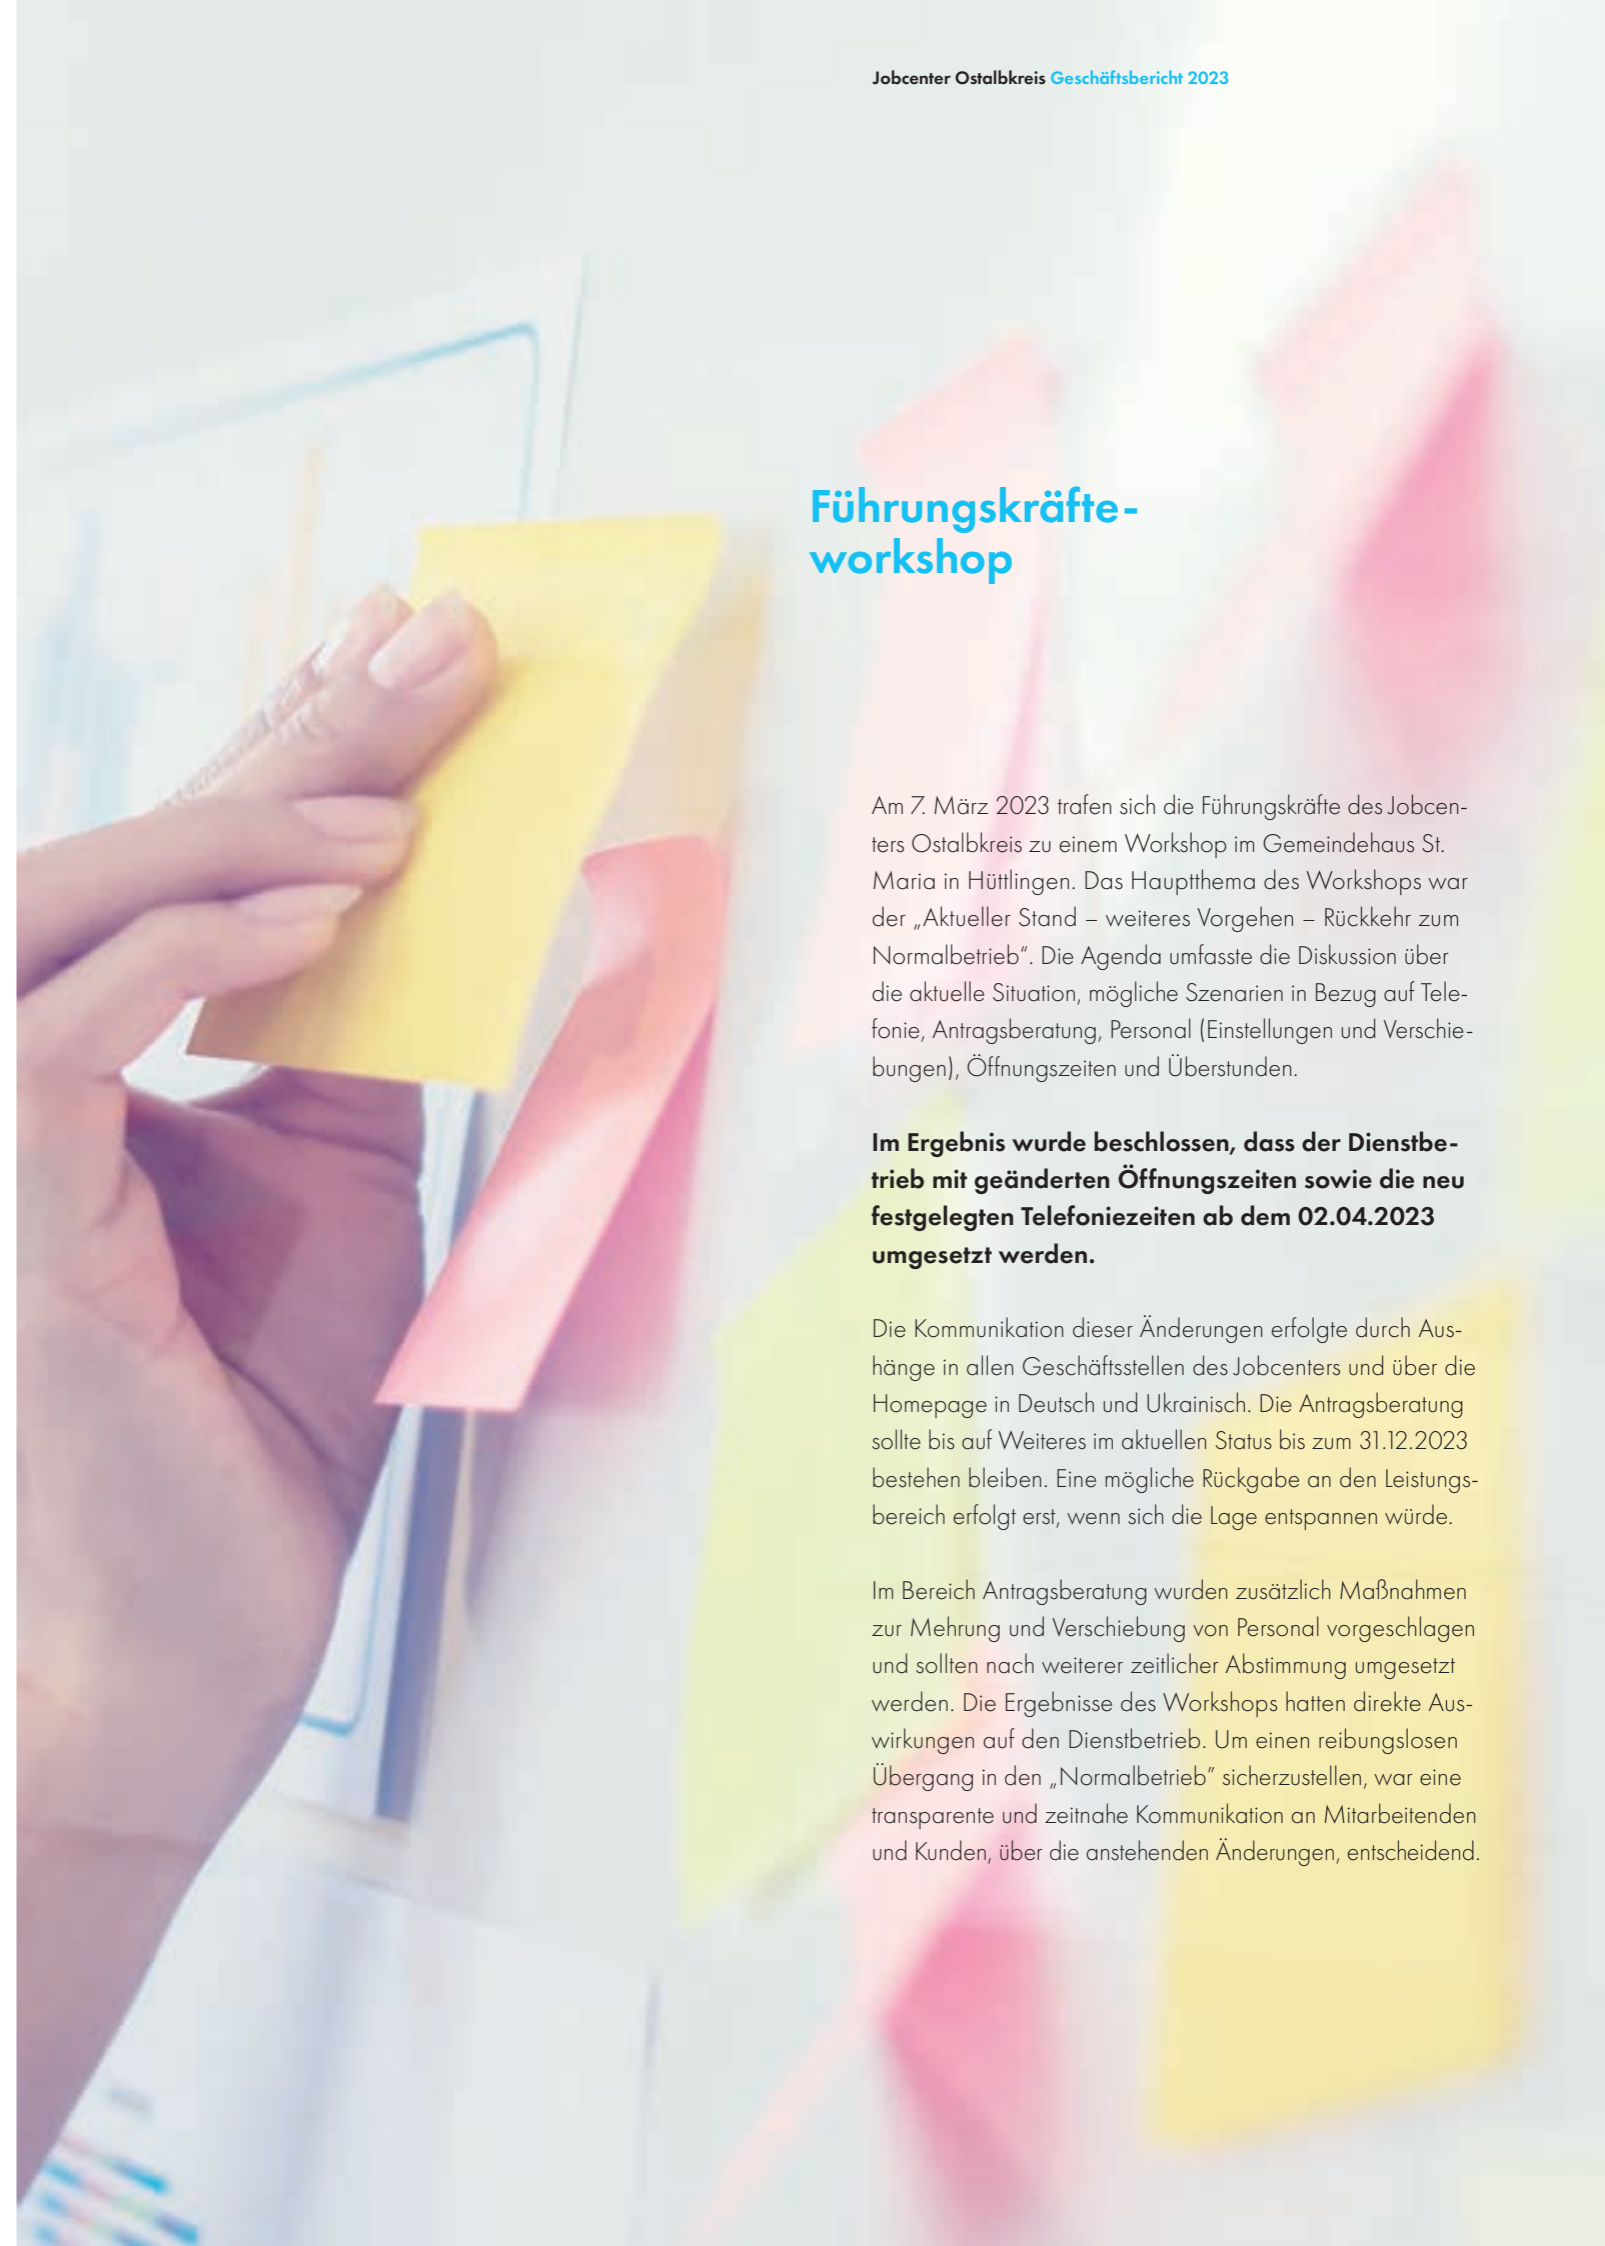 Jobcenter Ostalbkreis Geschäftsbericht 2023
Führungskräfte-
workshop
Am 7. März 2023 trafen sich die Führungskräfte des Jobcen-
ters Ostalbkreis zu einem Workshop im Gemeindehaus St.
Maria in Hüttlingen. Das Hauptthema des Workshops war
der „Aktueller Stand – weiteres Vorgehen – Rückkehr zum
Normalbetrieb“. Die Agenda umfasste die Diskussion über
die aktuelle Situation, mögliche Szenarien in Bezug auf Tele-
fonie, Antragsberatung, Personal (Einstellungen und Verschie-
bungen), Öffnungszeiten und Überstunden.
Im Ergebnis wurde beschlossen, dass der Dienstbe-
trieb mit geänderten Öffnungszeiten sowie die neu
festgelegten Telefoniezeiten ab dem 02.04.2023
umgesetzt werden.
Die Kommunikation dieser Änderungen erfolgte durch Aus-
hänge in allen Geschäftsstellen des Jobcenters und über die
Homepage in Deutsch und Ukrainisch. Die Antragsberatung
sollte bis auf Weiteres im aktuellen Status bis zum 31.12.2023
bestehen bleiben. Eine mögliche Rückgabe an den Leistungs-
bereich erfolgt erst, wenn sich die Lage entspannen würde.
Im Bereich Antragsberatung wurden zusätzlich Maßnahmen
zur Mehrung und Verschiebung von Personal vorgeschlagen
und sollten nach weiterer zeitlicher Abstimmung umgesetzt
werden. Die Ergebnisse des Workshops hatten direkte Aus-
wirkungen auf den Dienstbetrieb. Um einen reibungslosen
Übergang in den „Normalbetrieb“ sicherzustellen, war eine
transparente und zeitnahe Kommunikation an Mitarbeitenden
und Kunden, über die anstehenden Änderungen, entscheidend.